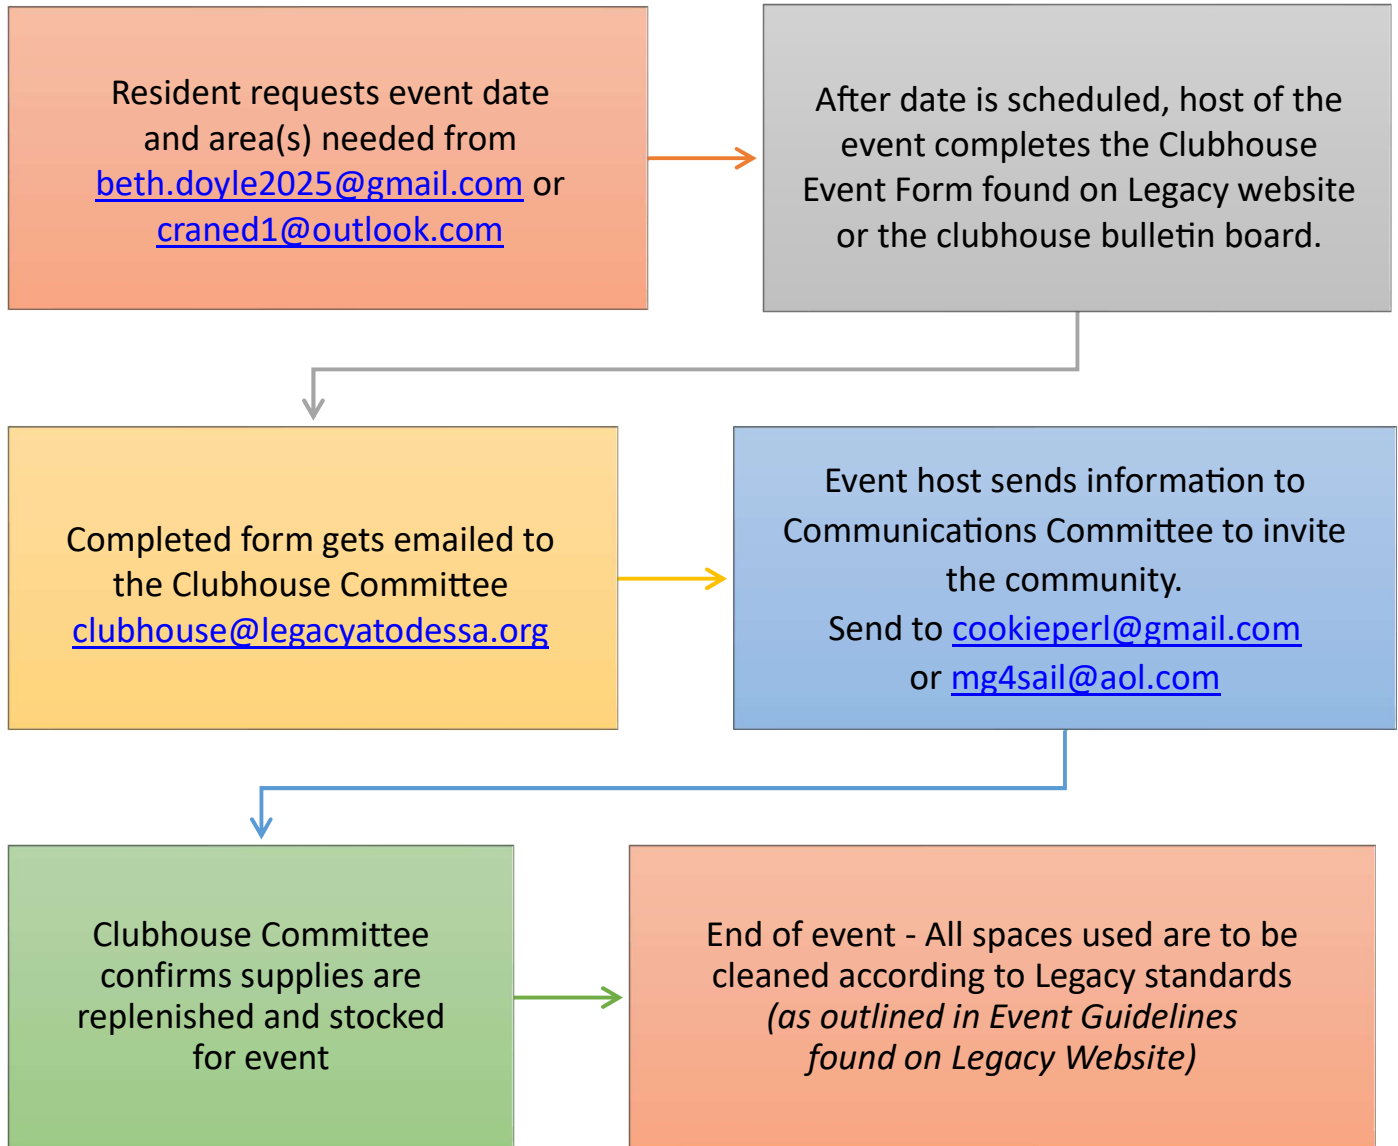 Resident requests event date
and area(s) needed from
beth.doyle2025@gmail.com or
craned1@outlook.com
After date is scheduled, host of the
event completes the Clubhouse
Event Form found on Legacy website
or the clubhouse bulletin board.
Completed form gets emailed to
the Clubhouse Committee
clubhouse@legacyatodessa.org
Event host sends information to
Communications Committee to invite
the community.
Send to cookieperl@gmail.com
or mg4sail@aol.com
Clubhouse Committee
confirms supplies are
replenished and stocked
for event
End of event - All spaces used are to be
cleaned according to Legacy standards
(as outlined in Event Guidelines
found on Legacy Website)